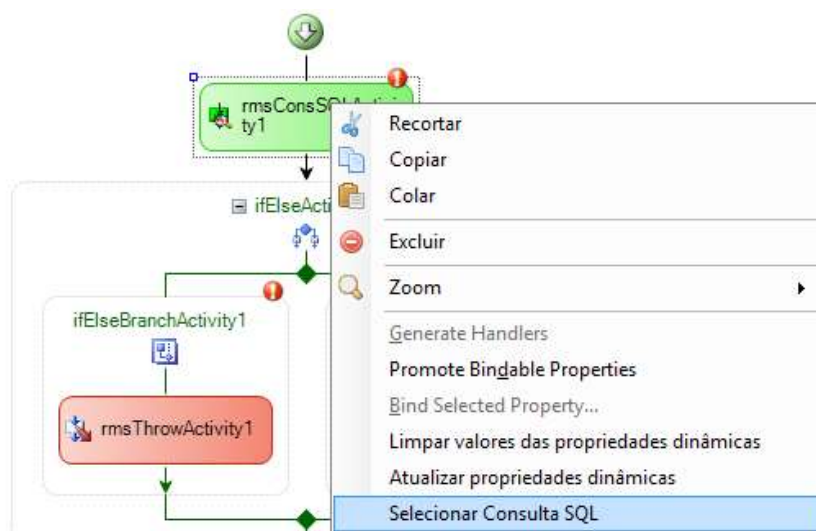 rmsConsSQLActivi
ty1
ifElseActi
ifElseBranchActivity1
rmsThrowActivity1
Recortar
Copiar
Colar
Excluir
Zoom
Generate Handlers
Promote Bindable Properties
Bind Selected Property...
Limpar valores das propriedades dinâmicas
Atualizar propriedades dinâmicas
Selecionar Consulta SQL